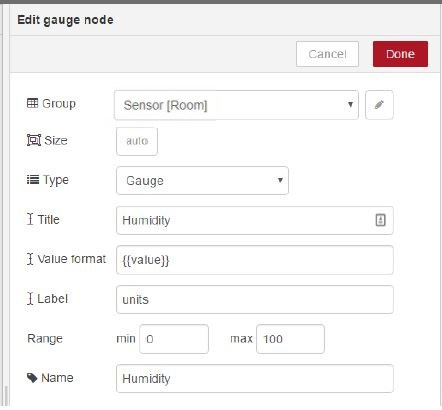 Edit gauge node
Cancel Done
Group Sensor [Room]
Size auto
Type Gauge
Title Humidity
Value format {{value}}
Label units
Range min 0 max 100
Name Humidity